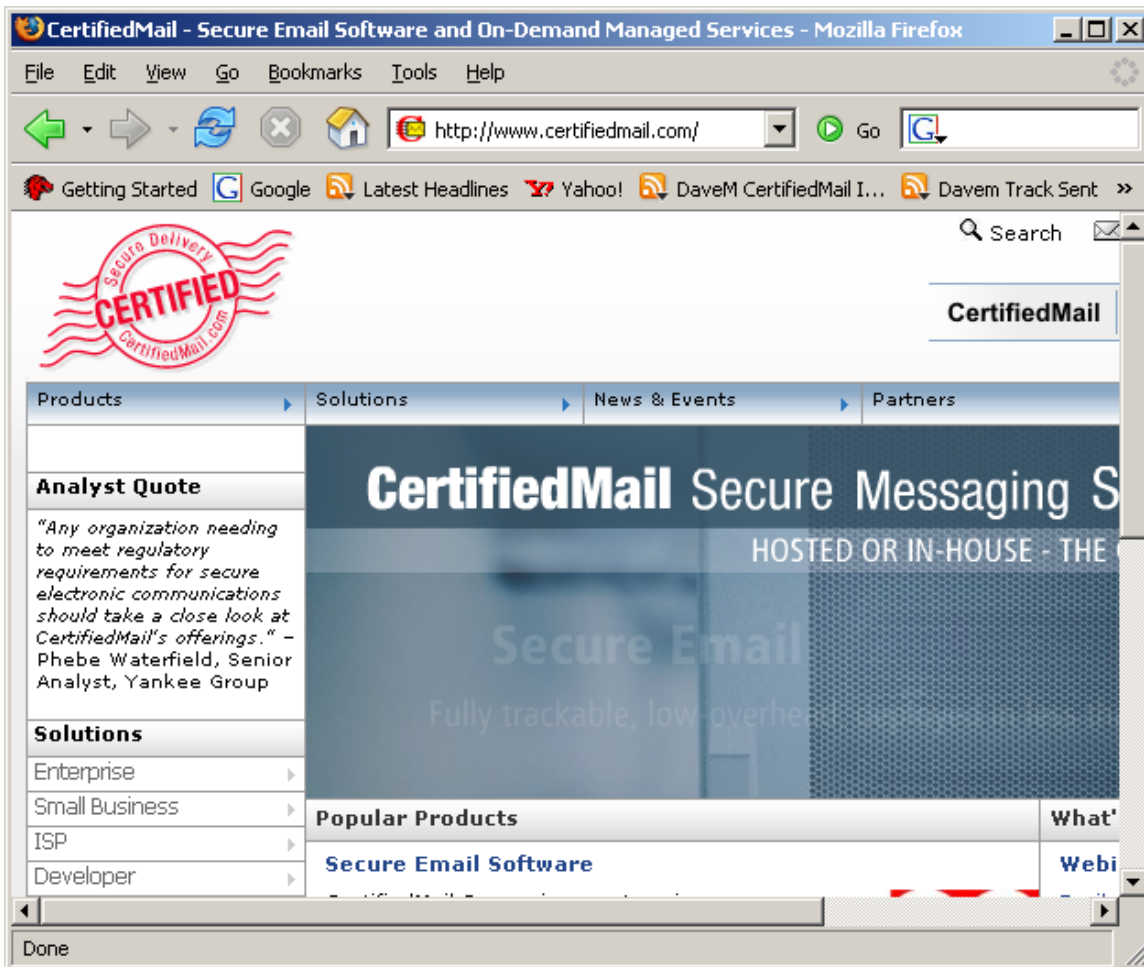 CertifiedMail - Secure Email Software and On-Demand Managed Services - Mozilla Firefox
File Edit View Go Bookmarks Tools Help
http://www.certifiedmail.com/ Go G
Getting Started G Google Latest Headlines Y! Yahoo! DaveM CertifiedMail I... Davem Track Sent »
Search
Secure Delivery
CERTIFIED
CertifiedMail.com
CertifiedMail
Products Solutions News & Events Partners
CertifiedMail Secure Messaging S
HOSTED OR IN-HOUSE - THE
Secure Email
Fully trackable, low-overhead
Analyst Quote
"Any organization needing
to meet regulatory
requirements for secure
electronic communications
should take a close look at
CertifiedMail's offerings." –
Phebe Waterfield, Senior
Analyst, Yankee Group
Solutions
Enterprise
Small Business
ISP
Developer
Popular Products
Secure Email Software
What'
Webi
Done